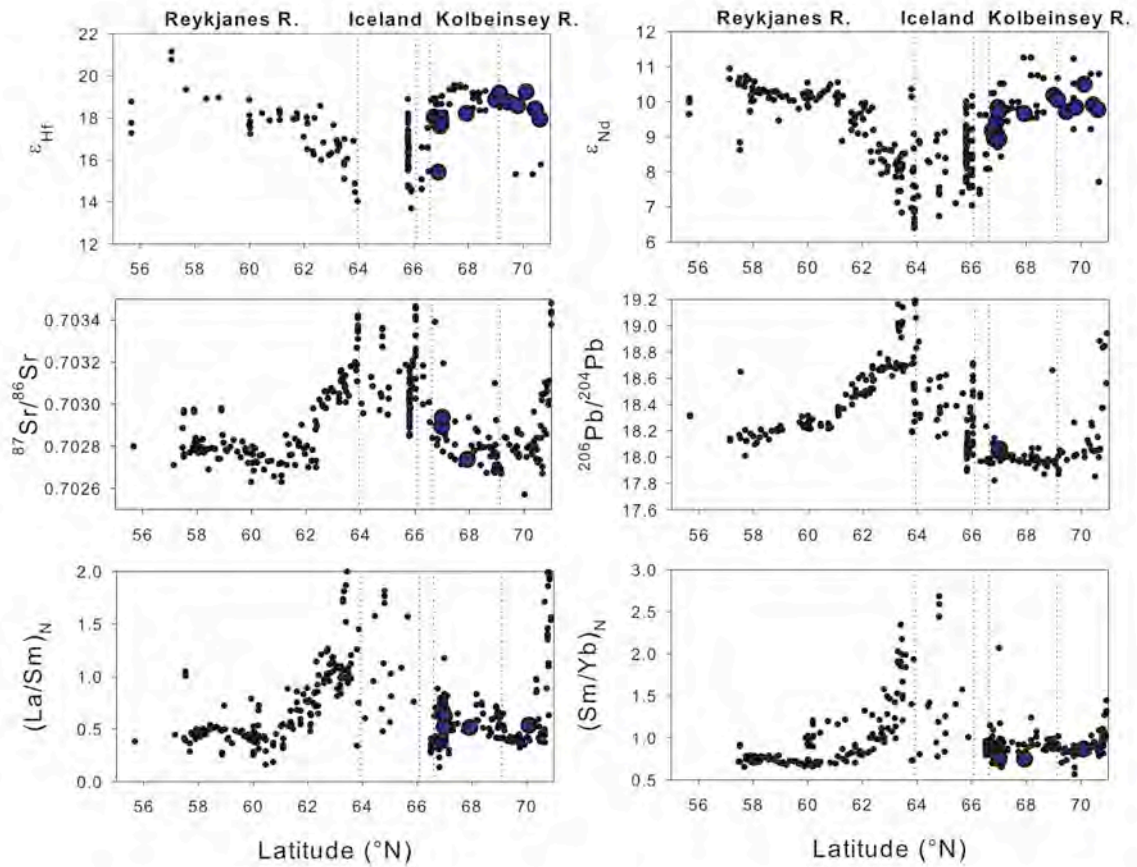 Reykjanes R. Iceland Kolbeinsey R. Reykjanes R. Iceland Kolbeinsey R.
22
20
18
16
14
12
εHf
56 58 60 62 64 66 68 70
12
11
10
9
8
7
6
εNd
56 58 60 62 64 66 68 70
0.7034
0.7032
0.7030
0.7028
0.7026
87Sr/86Sr
56 58 60 62 64 66 68 70
19.2
19.0
18.8
18.6
18.4
18.2
18.0
17.8
17.6
206Pb/204Pb
56 58 60 62 64 66 68 70
2.0
1.5
1.0
0.5
0.0
(La/Sm)N
56 58 60 62 64 66 68 70
Latitude (°N)
3.0
2.5
2.0
1.5
1.0
0.5
(Sm/Yb)N
56 58 60 62 64 66 68 70
Latitude (°N)